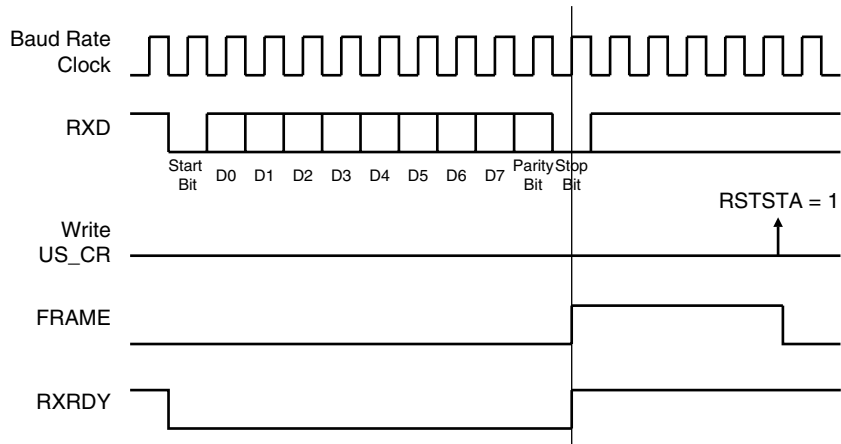 Baud Rate
Clock
RXD
Start
Bit
D0
D1
D2
D3
D4
D5
D6
D7
Parity
Bit
Stop
Bit
RSTSTA = 1
Write
US_CR
FRAME
RXRDY